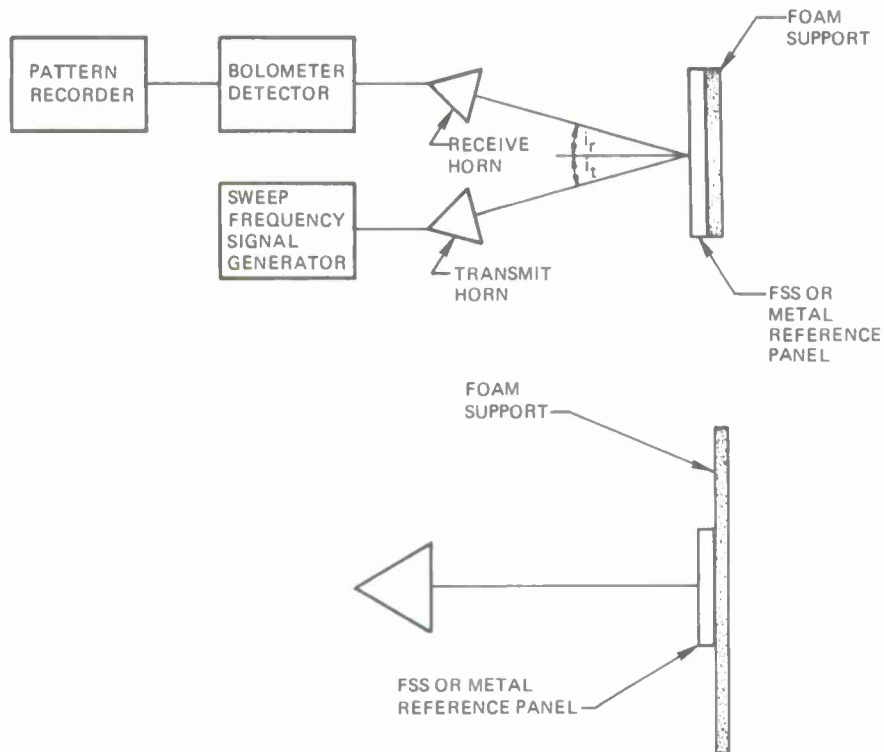 FOAM
SUPPORT
PATTERN
RECORDER
BOLOMETER
DETECTOR
RECEIVE
HORN
i_r
i_t
SWEEP
FREQUENCY
SIGNAL
GENERATOR
TRANSMIT
HORN
FSS OR
METAL
REFERENCE
PANEL
FOAM
SUPPORT
FSS OR METAL
REFERENCE PANEL